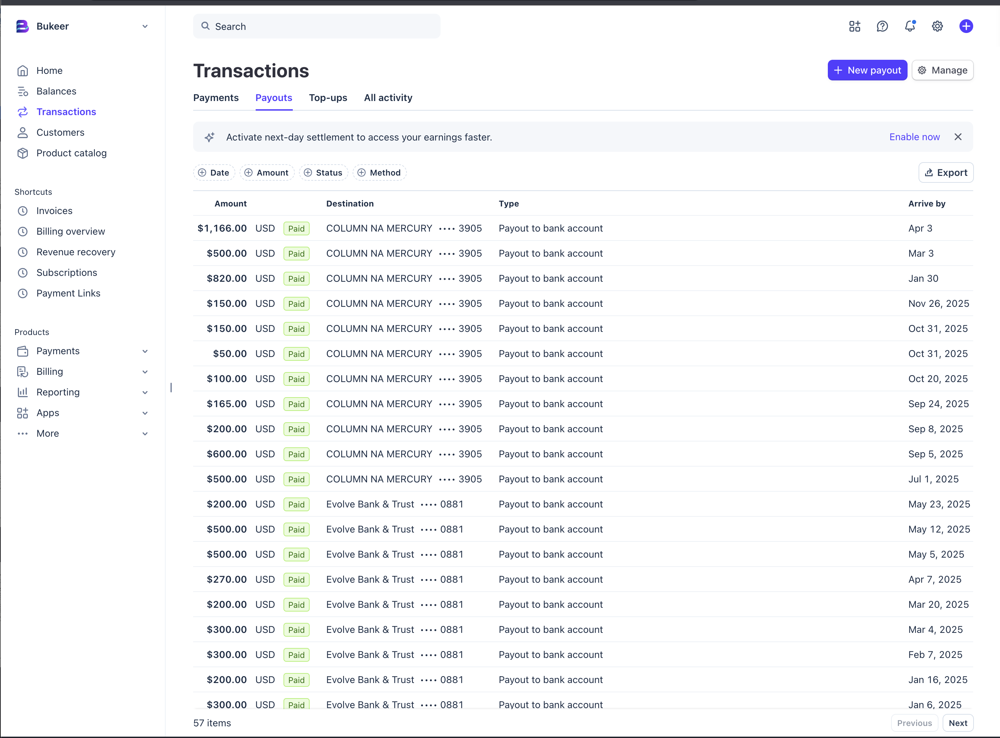 Bukeer
Search
Home
Balances
Transactions
Customers
Product catalog
Shortcuts
Invoices
Billing overview
Revenue recovery
Subscriptions
Payment Links
Products
Payments
Billing
Reporting
Apps
More
Transactions
New payout Manage
Payments Payouts Top-ups All activity
Activate next-day settlement to access your earnings faster. Enable now
Date Amount Status Method Export
Amount Destination Type Arrive by
$1,166.00 USD Paid COLUMN NA MERCURY •••• 3905 Payout to bank account Apr 3
$500.00 USD Paid COLUMN NA MERCURY •••• 3905 Payout to bank account Mar 3
$820.00 USD Paid COLUMN NA MERCURY •••• 3905 Payout to bank account Jan 30
$150.00 USD Paid COLUMN NA MERCURY •••• 3905 Payout to bank account Nov 26, 2025
$150.00 USD Paid COLUMN NA MERCURY •••• 3905 Payout to bank account Oct 31, 2025
$50.00 USD Paid COLUMN NA MERCURY •••• 3905 Payout to bank account Oct 31, 2025
$100.00 USD Paid COLUMN NA MERCURY •••• 3905 Payout to bank account Oct 20, 2025
$165.00 USD Paid COLUMN NA MERCURY •••• 3905 Payout to bank account Sep 24, 2025
$200.00 USD Paid COLUMN NA MERCURY •••• 3905 Payout to bank account Sep 8, 2025
$600.00 USD Paid COLUMN NA MERCURY •••• 3905 Payout to bank account Sep 5, 2025
$500.00 USD Paid COLUMN NA MERCURY •••• 3905 Payout to bank account Jul 1, 2025
$200.00 USD Paid Evolve Bank & Trust •••• 0881 Payout to bank account May 23, 2025
$500.00 USD Paid Evolve Bank & Trust •••• 0881 Payout to bank account May 12, 2025
$500.00 USD Paid Evolve Bank & Trust •••• 0881 Payout to bank account May 5, 2025
$270.00 USD Paid Evolve Bank & Trust •••• 0881 Payout to bank account Apr 7, 2025
$200.00 USD Paid Evolve Bank & Trust •••• 0881 Payout to bank account Mar 20, 2025
$300.00 USD Paid Evolve Bank & Trust •••• 0881 Payout to bank account Mar 4, 2025
$300.00 USD Paid Evolve Bank & Trust •••• 0881 Payout to bank account Feb 7, 2025
$200.00 USD Paid Evolve Bank & Trust •••• 0881 Payout to bank account Jan 16, 2025
$300.00 USD Paid Evolve Bank & Trust •••• 0881 Payout to bank account Jan 6, 2025
57 items Previous Next